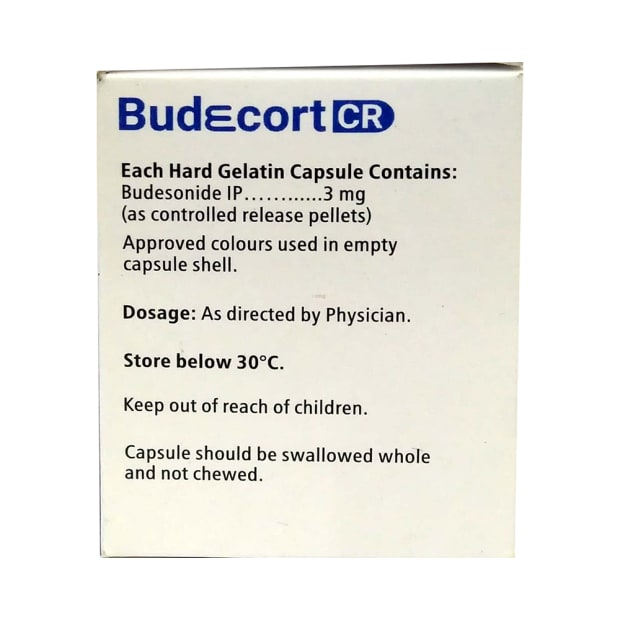 Budecort CR
Each Hard Gelatin Capsule Contains:
Budesonide IP.............3 mg
(as controlled release pellets)
Approved colours used in empty
capsule shell.
Dosage: As directed by Physician.
Store below 30°C.
Keep out of reach of children.
Capsule should be swallowed whole
and not chewed.